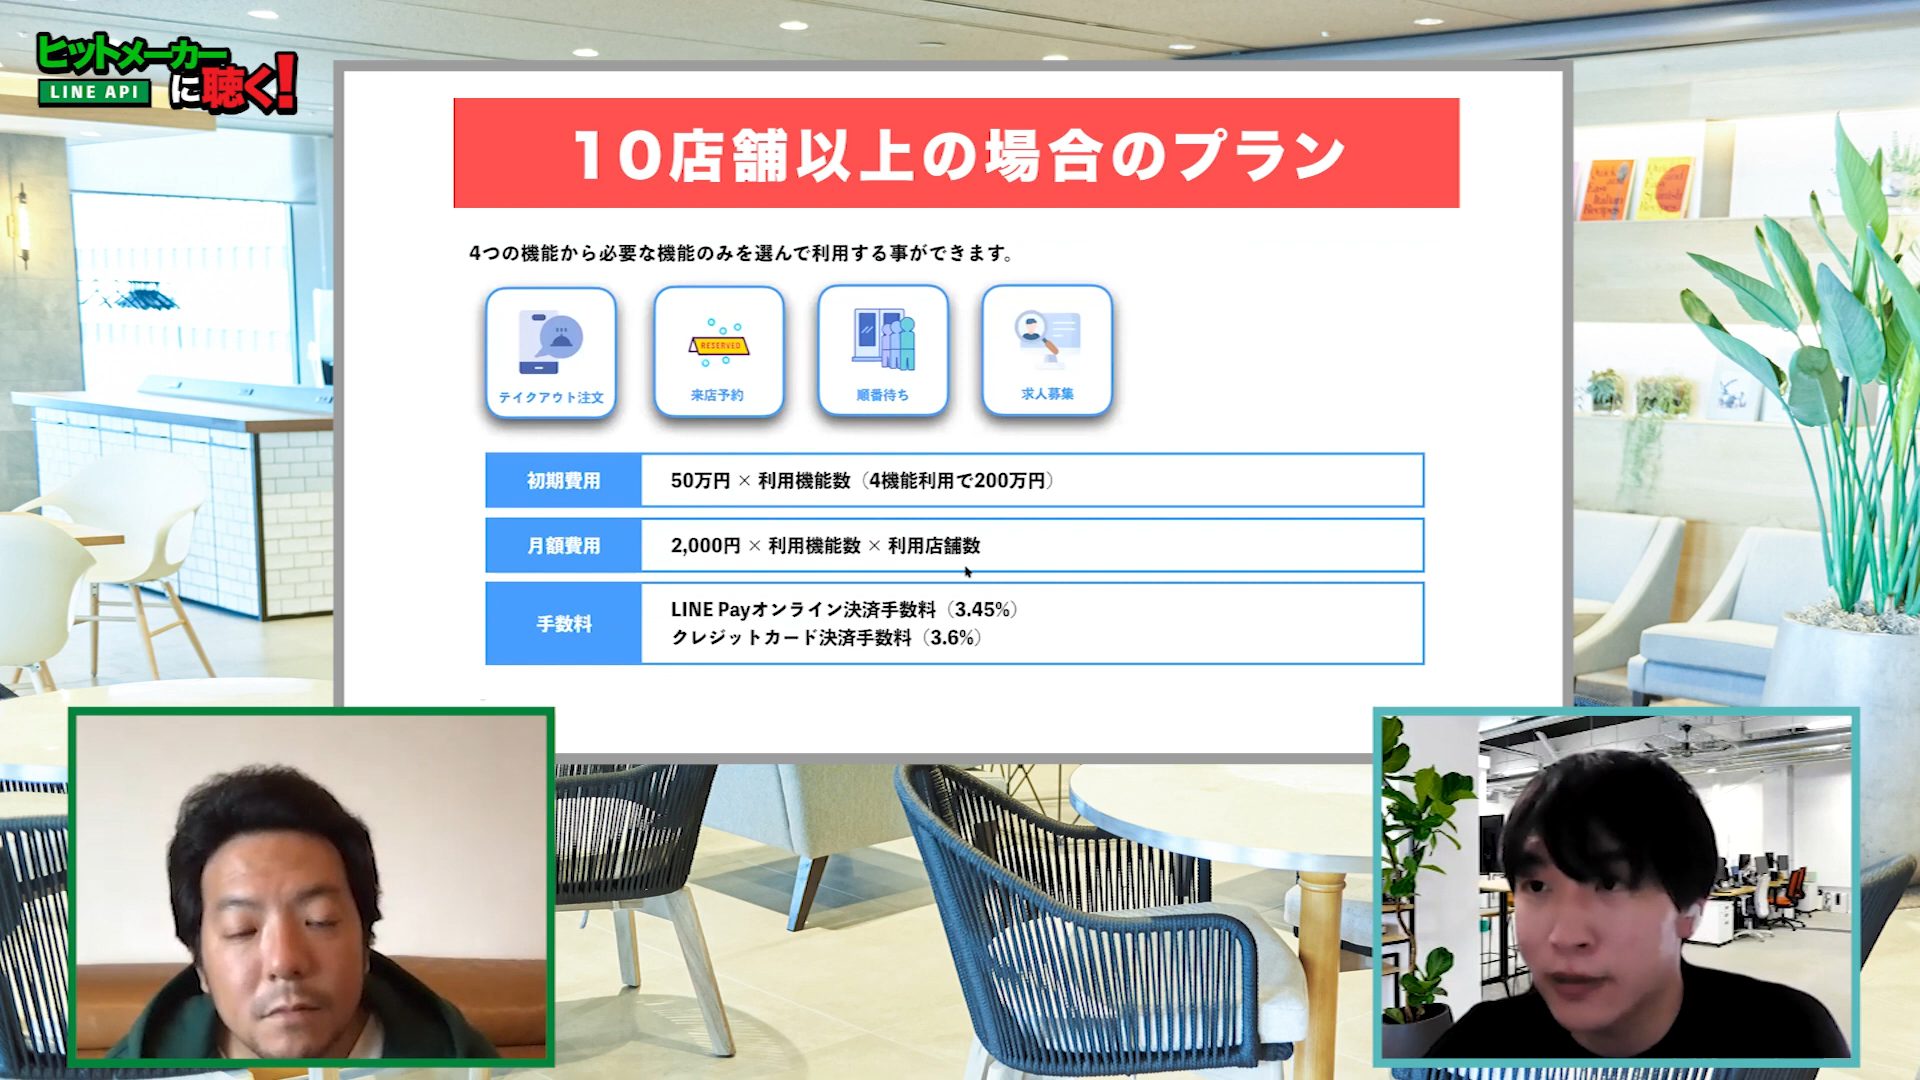 ヒットメーカー
に聴く!
LINE API
10店舗以上の場合のプラン
4つの機能から必要な機能のみを選んで利用する事ができます。
テイクアウト注文
RESERVED
来店予約
順番待ち
求人募集
初期費用
50万円 × 利用機能数（4機能利用で200万円）
月額費用
2,000円 × 利用機能数 × 利用店舗数
手数料
LINE Payオンライン決済手数料（3.45%）
クレジットカード決済手数料（3.6%）